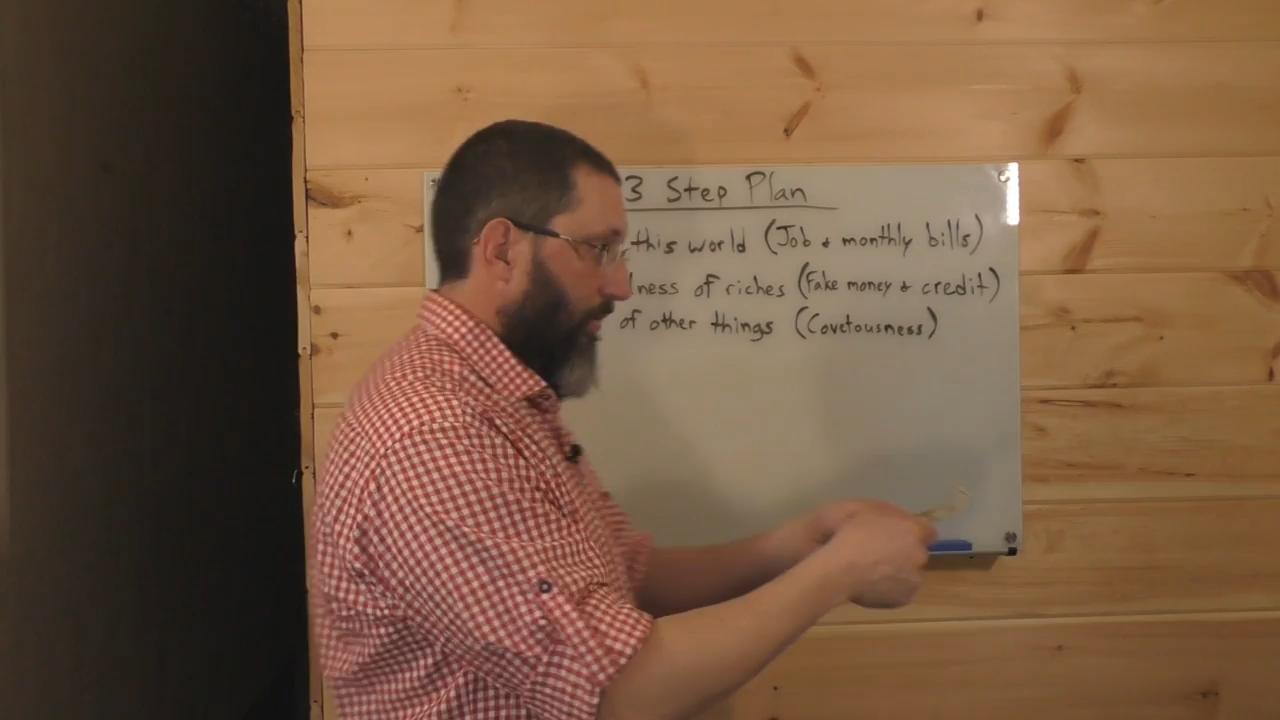 3 Step Plan
this world (Job & monthly bills)
lness of riches (Fake money & credit)
of other things (Covetousness)